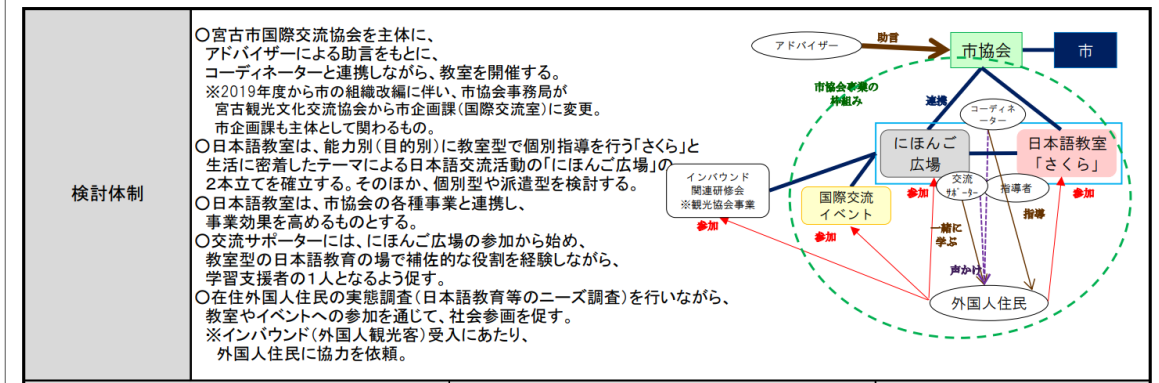 検討体制
○宮古市国際交流協会を主体に、
アドバイザーによる助言をもとに、
コーディネーターと連携しながら、教室を開催する。
※2019年度から市の組織改編に伴い、市協会事務局が
宮古観光文化交流協会から市企画課(国際交流室)に変更。
市企画課も主体として関わるもの。
○日本語教室は、能力別(目的別)に教室型で個別指導を行う「さくら」と
生活に密着したテーマによる日本語交流活動の「にほんご広場」の
2本立てを確立する。そのほか、個別型や派遣型を検討する。
○日本語教室は、市協会の各種事業と連携し、
事業効果を高めるものとする。
○交流サポーターには、にほんご広場の参加から始め、
教室型の日本語教育の場で補佐的な役割を経験しながら、
学習支援者の1人となるよう促す。
○在住外国人住民の実態調査(日本語教育等のニーズ調査)を行いながら、
教室やイベントへの参加を通じて、社会参画を促す。
※インバウンド(外国人観光客)受入にあたり、
外国人住民に協力を依頼。
アドバイザー
助言
市協会
市
市協会事業の
枠組み
連携
コーディネ
ーター
にほんご
広場
日本語教室
「さくら」
インバウンド
関連研修会
※観光協会事業
国際交流
イベント
交流
サポーター
指導者
参加
参加
参加
参加
一緒に
学ぶ
指導
声かけ
外国人住民